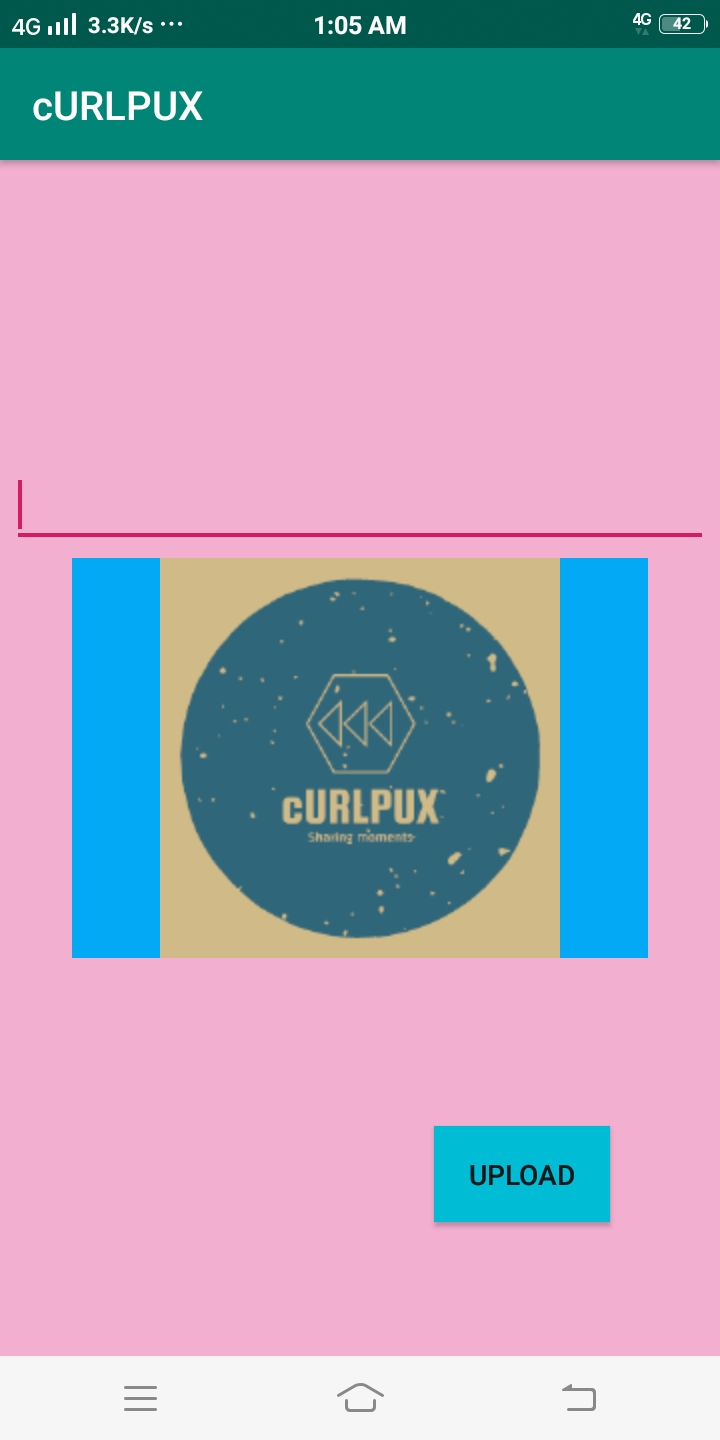 4G 3.3K/s ... 1:05 AM 4G 42
cURLPUX
cURLPUX
Sharing moments
UPLOAD